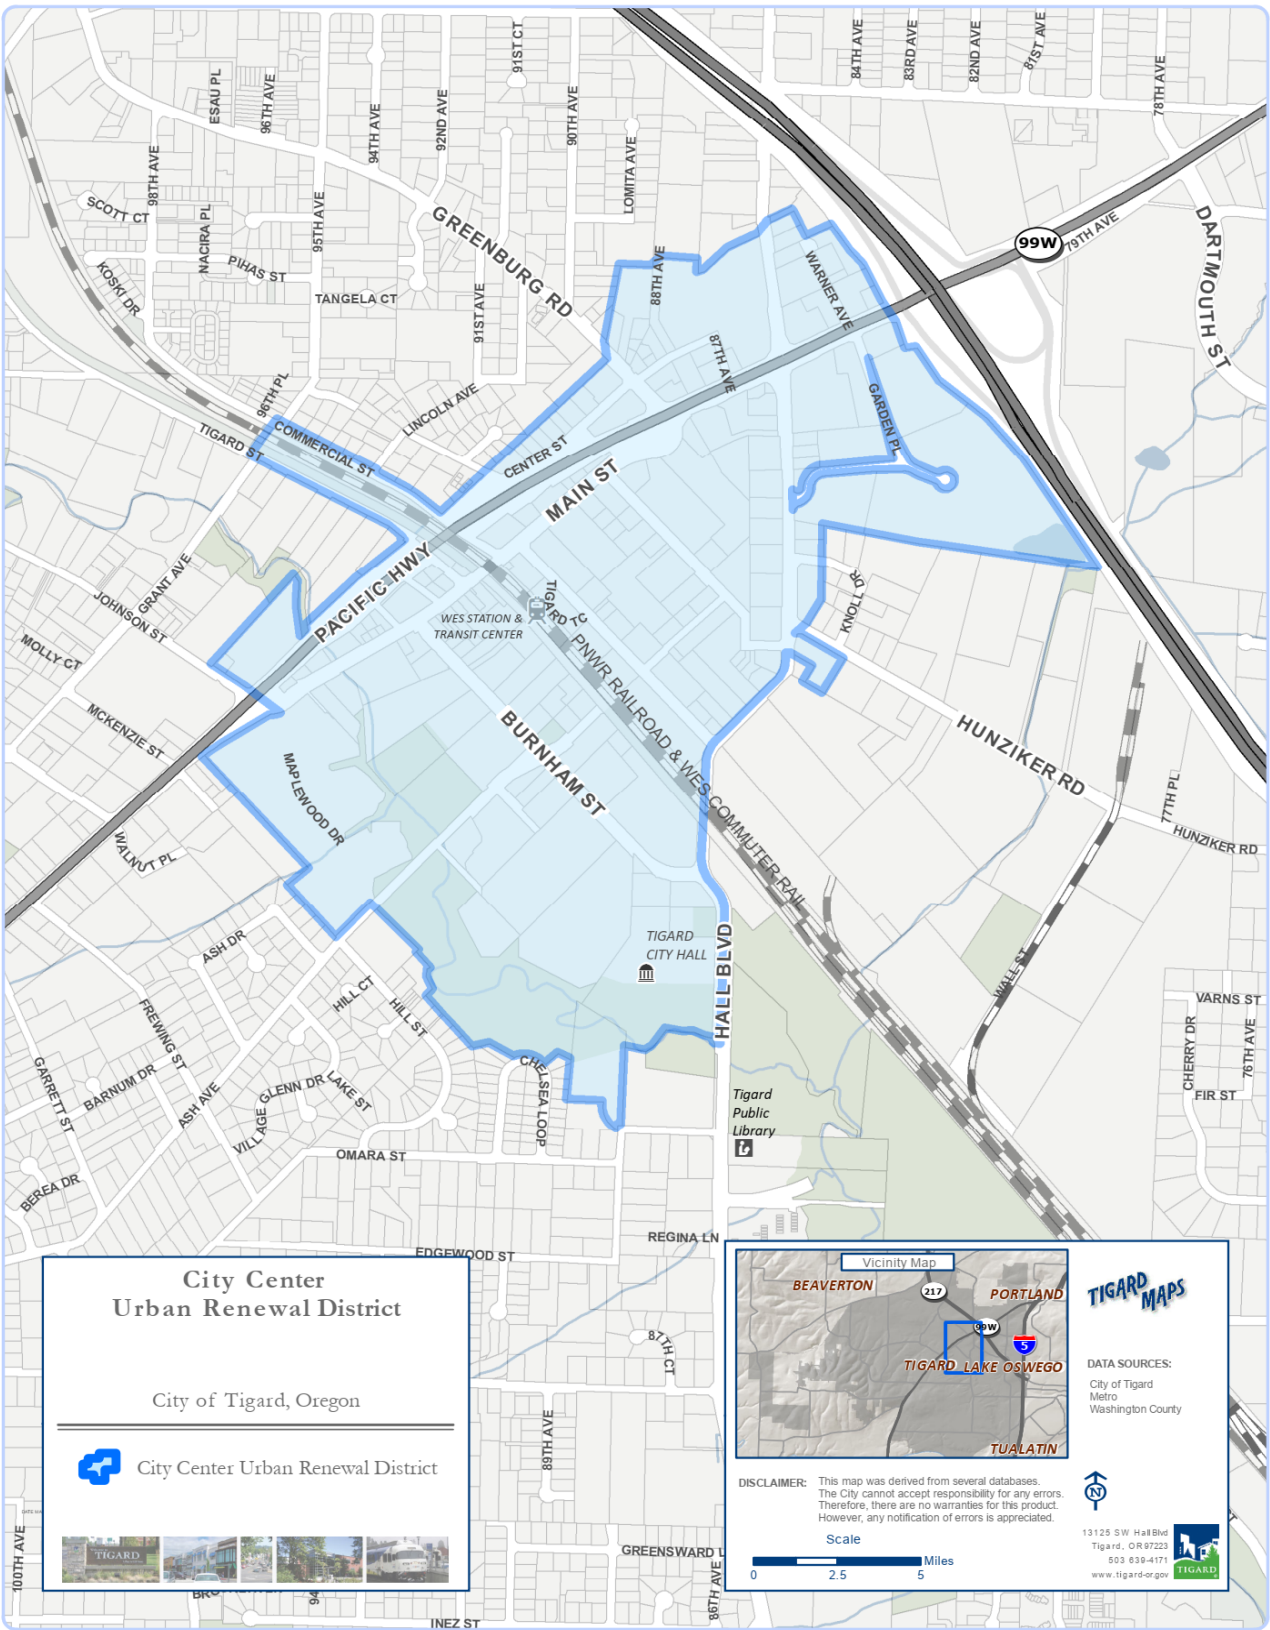 84TH AVE
83RD AVE
82ND AVE
81ST AVE
78TH AVE
91ST CT
ESAU PL
96TH AVE
94TH AVE
92ND AVE
90TH AVE
LOMITA AVE
98TH AVE
SCOTT CT
NACIRA PL
95TH AVE
GREENBURG RD
99W
79TH AVE
DARTMOUTH ST
KOSKI DR
PIHAS ST
TANGELA CT
91ST AVE
88TH AVE
WARNER AVE
87TH AVE
96TH PL
LINCOLN AVE
GARDEN PL
TIGARD ST
COMMERCIAL ST
CENTER ST
MAIN ST
PACIFIC HWY
GRANT AVE
JOHNSON ST
MOLLY CT
MCKENZIE ST
WES STATION &
TRANSIT CENTER
TIGARD TC
KNOLL DR
PNWR RAILROAD & WES COMMUTER RAIL
BURNHAM ST
HUNZIKER RD
77TH PL
HUNZIKER RD
MAPLEWOOD DR
WALNUT PL
TIGARD
CITY HALL
HALL BLVD
WALL ST
ASH DR
HILL CT
HILL ST
FREWING ST
GARRETT ST
BARNUM DR
ASH AVE
GLENN DR
LAKE ST
VILLAGE
CHELSEA LOOP
VARNS ST
CHERRY DR
76TH AVE
FIR ST
Tigard
Public
Library
OMARA ST
BEREA DR
REGINA LN
EDGEWOOD ST
87TH CT
89TH AVE
GREENSWARD L
86TH AVE
100TH AVE
INEZ ST
City Center
Urban Renewal District
City of Tigard, Oregon
City Center Urban Renewal District
TIGARD
Vicinity Map
BEAVERTON
217
PORTLAND
99W
5
TIGARD
LAKE OSWEGO
TUALATIN
TIGARD
MAPS
DATA SOURCES:
City of Tigard
Metro
Washington County
DISCLAIMER:
This map was derived from several databases.
The City cannot accept responsibility for any errors.
Therefore, there are no warranties for this product.
However, any notification of errors is appreciated.
N
Scale
Miles
0 2.5 5
13125 SW Hall Blvd
Tigard, OR 97223
503 639-4171
www.tigard-or.gov
TIGARD